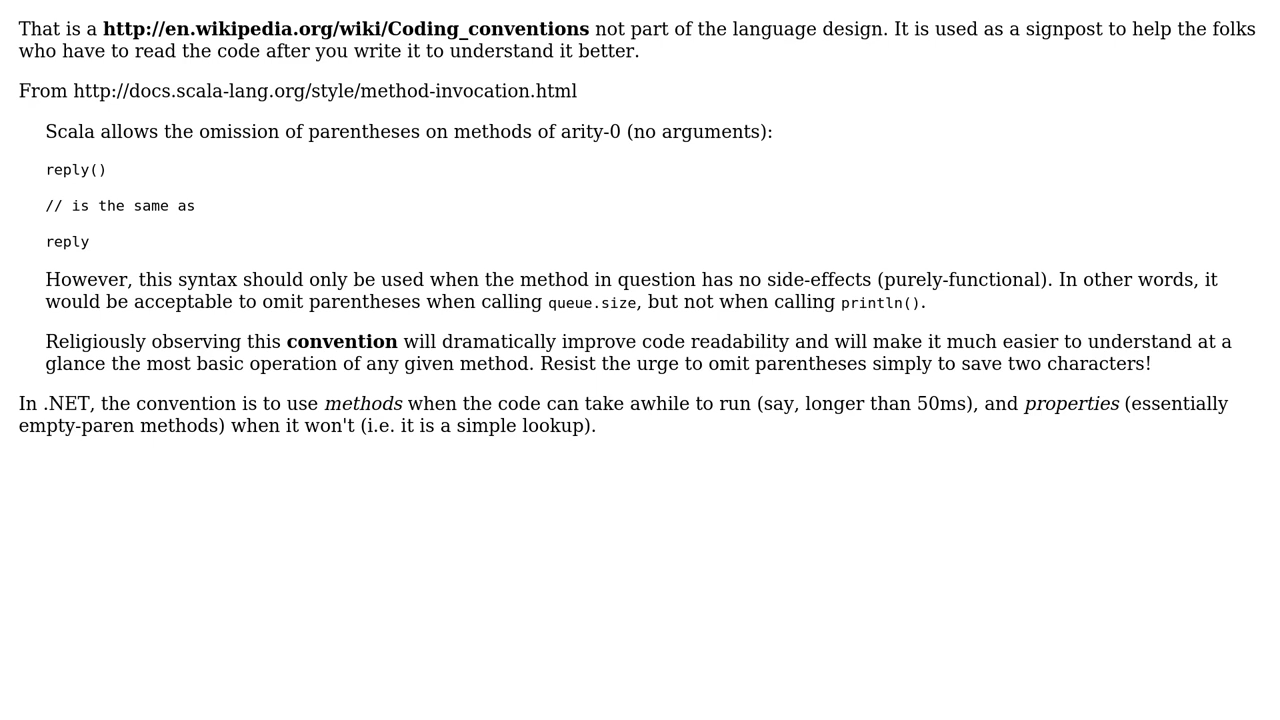 That is a http://en.wikipedia.org/wiki/Coding_conventions not part of the language design. It is used as a signpost to help the folks
who have to read the code after you write it to understand it better.
From http://docs.scala-lang.org/style/method-invocation.html
Scala allows the omission of parentheses on methods of arity-0 (no arguments):
reply()
// is the same as
reply
However, this syntax should only be used when the method in question has no side-effects (purely-functional). In other words, it
would be acceptable to omit parentheses when calling queue.size, but not when calling println().
Religiously observing this convention will dramatically improve code readability and will make it much easier to understand at a
glance the most basic operation of any given method. Resist the urge to omit parentheses simply to save two characters!
In .NET, the convention is to use methods when the code can take awhile to run (say, longer than 50ms), and properties (essentially
empty-paren methods) when it won't (i.e. it is a simple lookup).